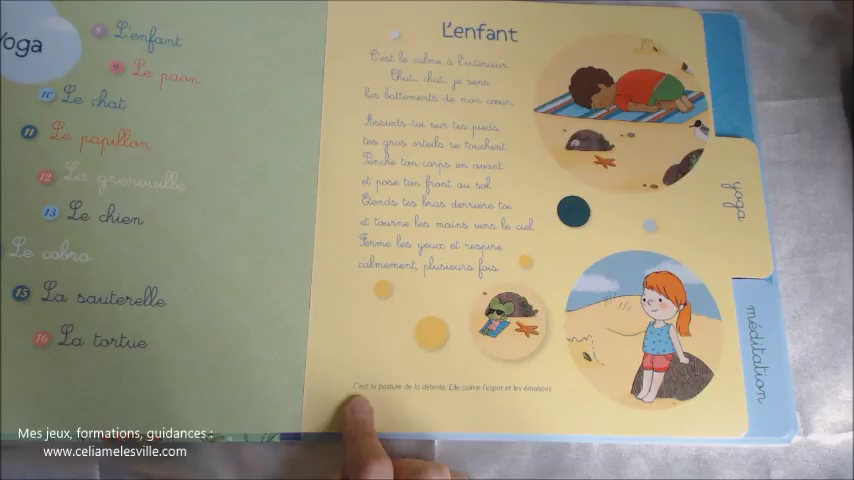 yoga
8 L'enfant
9 Le paon
10 Le chat
11 Le papillon
12 La grenouille
13 Le chien
Le cobra
15 La sauterelle
16 La tortue
L'enfant
C'est le calme à l'intérieur.
Chut... chut... je sens
les battements de mon cœur.
Assieds toi sur tes pieds,
tes gros orteils se touchent.
Penche ton corps en avant
et pose ton front au sol.
Étends tes bras derrière toi
et tourne les mains vers le ciel.
Ferme les yeux et respire
calmement, plusieurs fois.
C'est la posture de la détente. Elle calme l'esprit et les émotions.
yoga
méditation
Mes jeux, formations, guidances :
www.celiamelesville.com